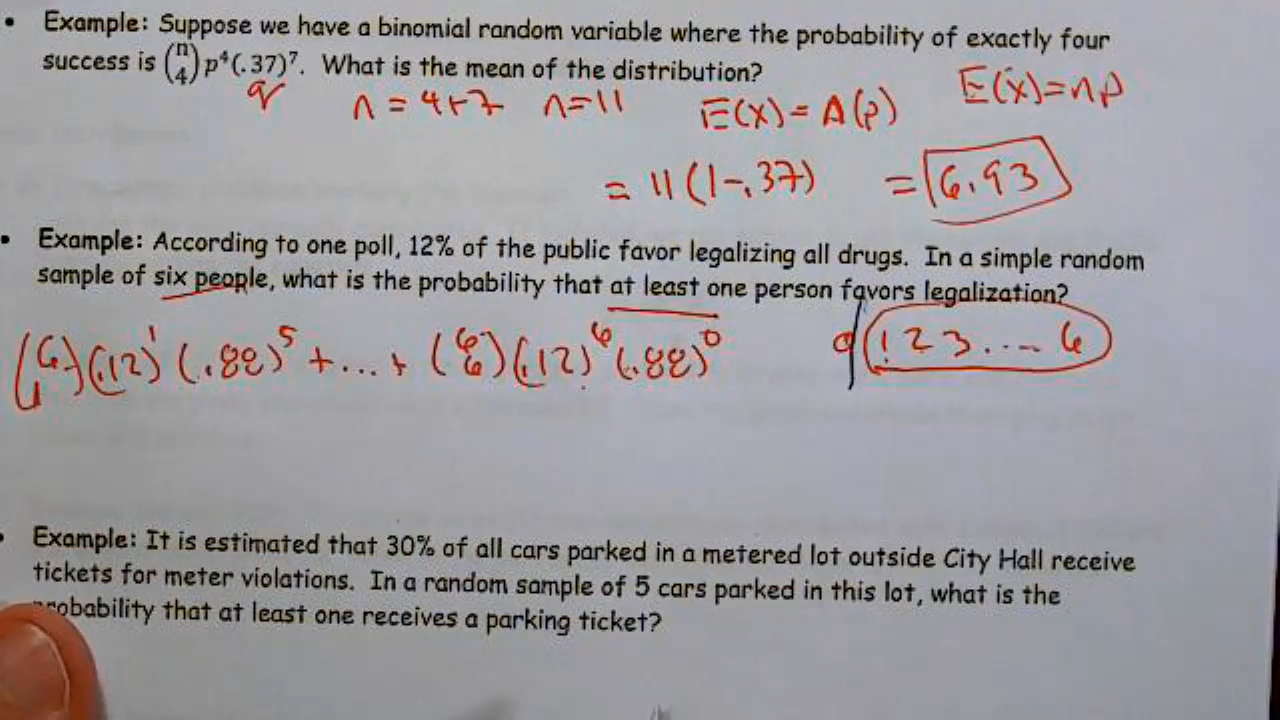 • Example: Suppose we have a binomial random variable where the probability of exactly four
success is (n 4) p⁴(.37)⁷. What is the mean of the distribution?
q n = 4+7 n=11 E(X)= n(p) E(X)=np
= 11(1-.37) = 6.93
• Example: According to one poll, 12% of the public favor legalizing all drugs. In a simple random
sample of six people, what is the probability that at least one person favors legalization?
(6 1)(.12)¹(.88)⁵ + ... + (6 6)(.12)⁶(.88)⁰ 0 1 2 3 .... 6
• Example: It is estimated that 30% of all cars parked in a metered lot outside City Hall receive
tickets for meter violations. In a random sample of 5 cars parked in this lot, what is the
probability that at least one receives a parking ticket?